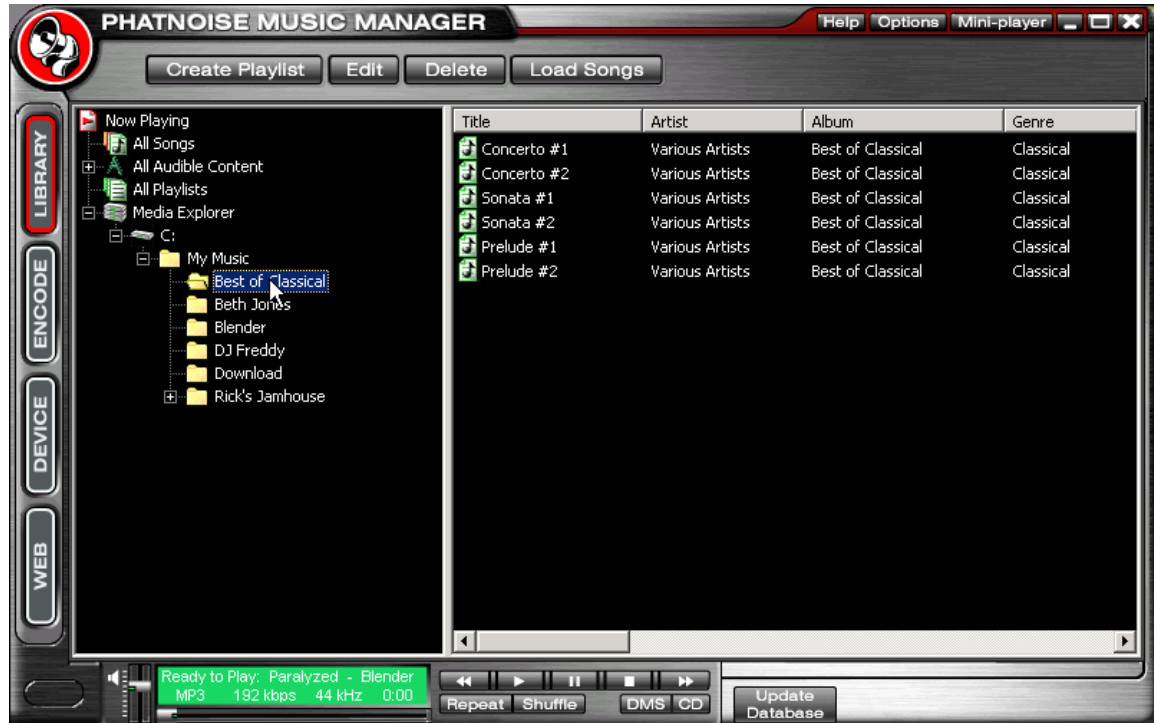 PHATNOISE MUSIC MANAGER
Help Options Mini-player
Create Playlist Edit Delete Load Songs
LIBRARY
ENCODE
DEVICE
WEB
Now Playing
All Songs
All Audible Content
All Playlists
Media Explorer
C:
My Music
Best of Classical
Beth Jones
Blender
DJ Freddy
Download
Rick's Jamhouse
Title Artist Album Genre
Concerto #1 Various Artists Best of Classical Classical
Concerto #2 Various Artists Best of Classical Classical
Sonata #1 Various Artists Best of Classical Classical
Sonata #2 Various Artists Best of Classical Classical
Prelude #1 Various Artists Best of Classical Classical
Prelude #2 Various Artists Best of Classical Classical
Ready to Play: Paralyzed - Blender
MP3 192 kbps 44 kHz 0:00
Repeat Shuffle DMS CD
Update
Database